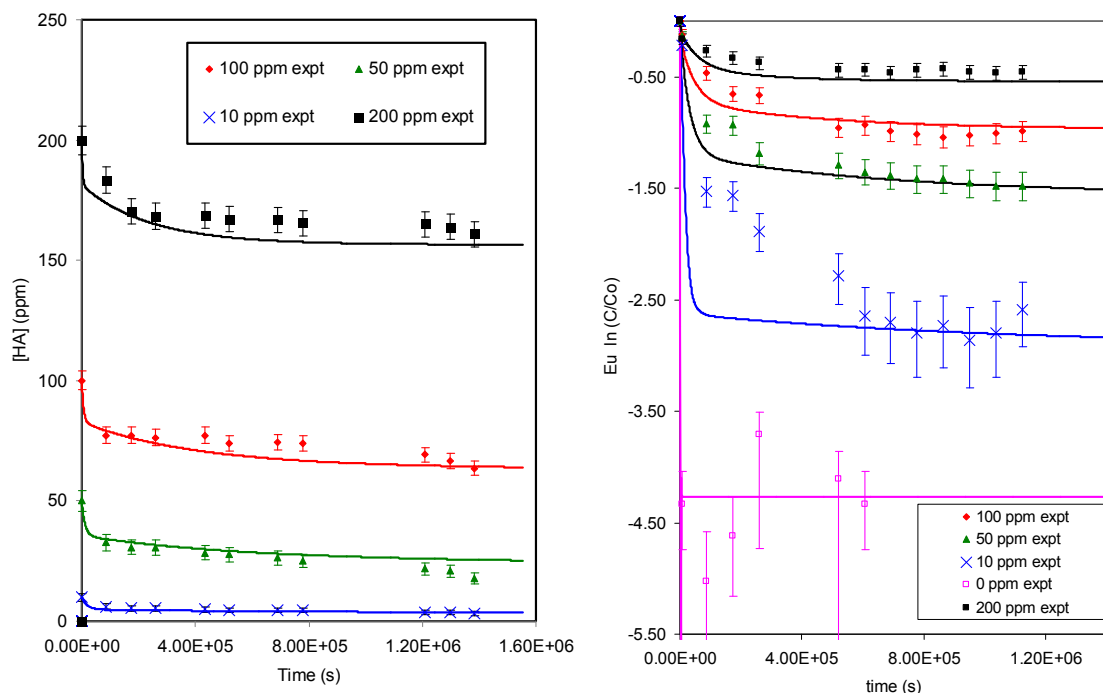 250
200
150
100
50
0
[HA] (ppm)
100 ppm expt
50 ppm expt
10 ppm expt
200 ppm expt
0.00E+00
4.00E+05
8.00E+05
1.20E+06
1.60E+06
Time (s)
-0.50
-1.50
-2.50
-3.50
-4.50
-5.50
Eu ln (C/Co)
100 ppm expt
50 ppm expt
10 ppm expt
0 ppm expt
200 ppm expt
0.00E+00
4.00E+05
8.00E+05
1.20E+06
time (s)